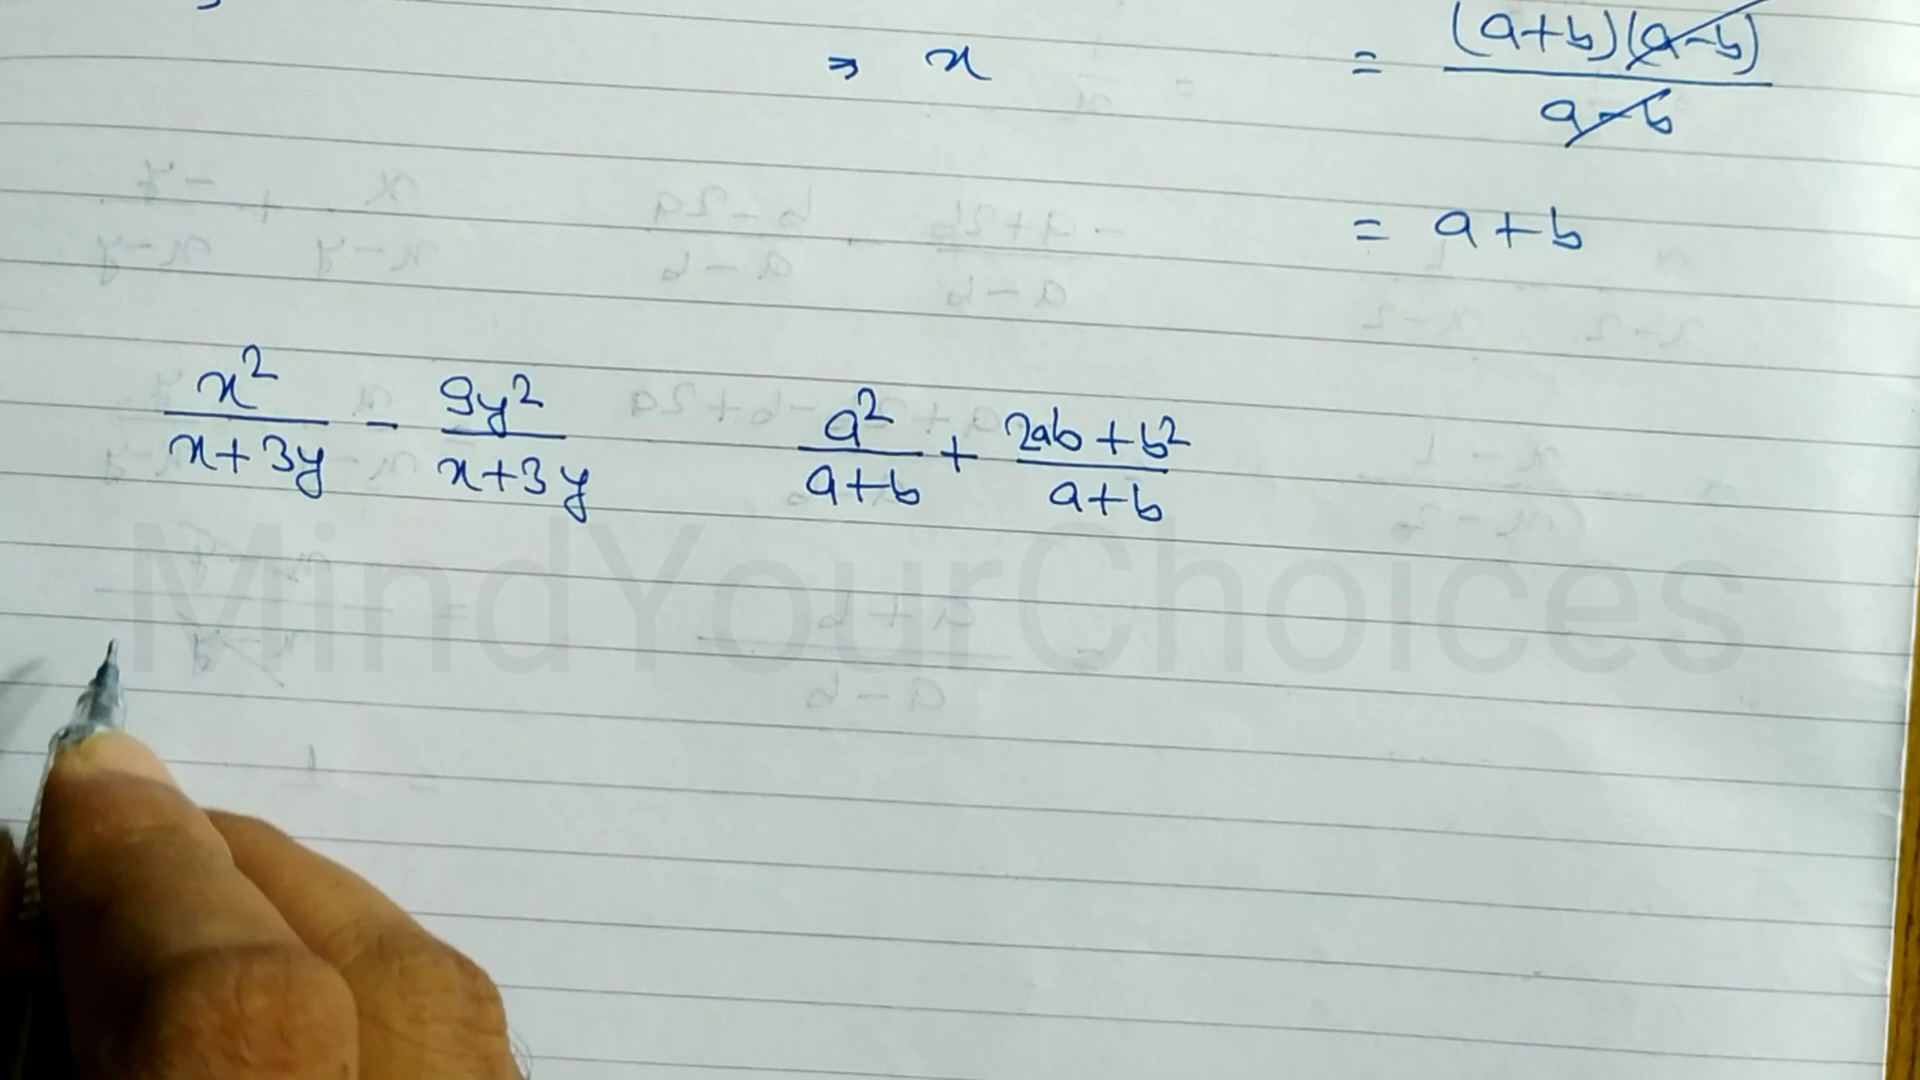 ⇒ x = (a+b)(a-b) / a-b
= a+b
x² / x+3y - 9y² / x+3y    a² / a+b + 2ab+b² / a+b
MindYourChoices